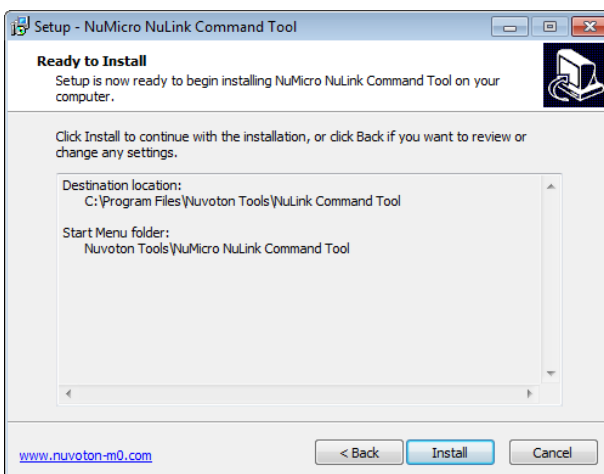 Setup - NuMicro NuLink Command Tool
Ready to Install
Setup is now ready to begin installing NuMicro NuLink Command Tool on your
computer.
Click Install to continue with the installation, or click Back if you want to review or
change any settings.
Destination location:
C:\Program Files\Nuvoton Tools\NuLink Command Tool
Start Menu folder:
Nuvoton Tools\NuMicro NuLink Command Tool
www.nuvoton-m0.com
< Back
Install
Cancel